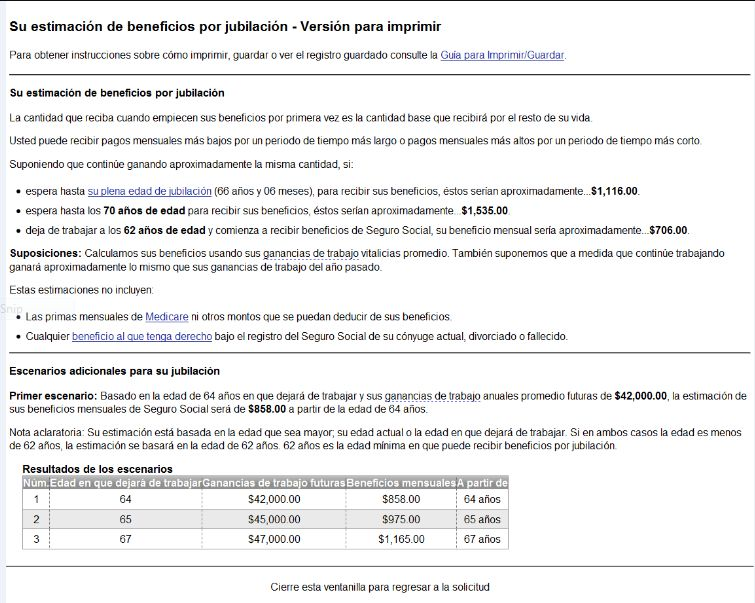 Su estimación de beneficios por jubilación - Versión para imprimir
Para obtener instrucciones sobre cómo imprimir, guardar o ver el registro guardado consulte la Guía para Imprimir/Guardar.
Su estimación de beneficios por jubilación
La cantidad que reciba cuando empiecen sus beneficios por primera vez es la cantidad base que recibirá por el resto de su vida.
Usted puede recibir pagos mensuales más bajos por un periodo de tiempo más largo o pagos mensuales más altos por un periodo de tiempo más corto.
Suponiendo que continúe ganando aproximadamente la misma cantidad, si:
• espera hasta su plena edad de jubilación (66 años y 06 meses), para recibir sus beneficios, éstos serían aproximadamente...$1,116.00.
• espera hasta los 70 años de edad para recibir sus beneficios, éstos serían aproximadamente...$1,535.00.
• deja de trabajar a los 62 años de edad y comienza a recibir beneficios de Seguro Social, su beneficio mensual sería aproximadamente...$706.00.
Suposiciones: Calculamos sus beneficios usando sus ganancias de trabajo vitalicias promedio. También suponemos que a medida que continúe trabajando
ganará aproximadamente lo mismo que sus ganancias de trabajo del año pasado.
Estas estimaciones no incluyen:
Snip
• Las primas mensuales de Medicare ni otros montos que se puedan deducir de sus beneficios.
• Cualquier beneficio al que tenga derecho bajo el registro del Seguro Social de su cónyuge actual, divorciado o fallecido.
Escenarios adicionales para su jubilación
Primer escenario: Basado en la edad de 64 años en que dejará de trabajar y sus ganancias de trabajo anuales promedio futuras de $42,000.00, la estimación de
sus beneficios mensuales de Seguro Social será de $858.00 a partir de la edad de 64 años.
Nota aclaratoria: Su estimación está basada en la edad que sea mayor; su edad actual o la edad en que dejará de trabajar. Si en ambos casos la edad es menos
de 62 años, la estimación se basará en la edad de 62 años. 62 años es la edad mínima en que puede recibir beneficios por jubilación.
Resultados de los escenarios
Núm. Edad en que dejará de trabajar Ganancias de trabajo futuras Beneficios mensuales A partir de
1 64 $42,000.00 $858.00 64 años
2 65 $45,000.00 $975.00 65 años
3 67 $47,000.00 $1,165.00 67 años
Cierre esta ventanilla para regresar a la solicitud